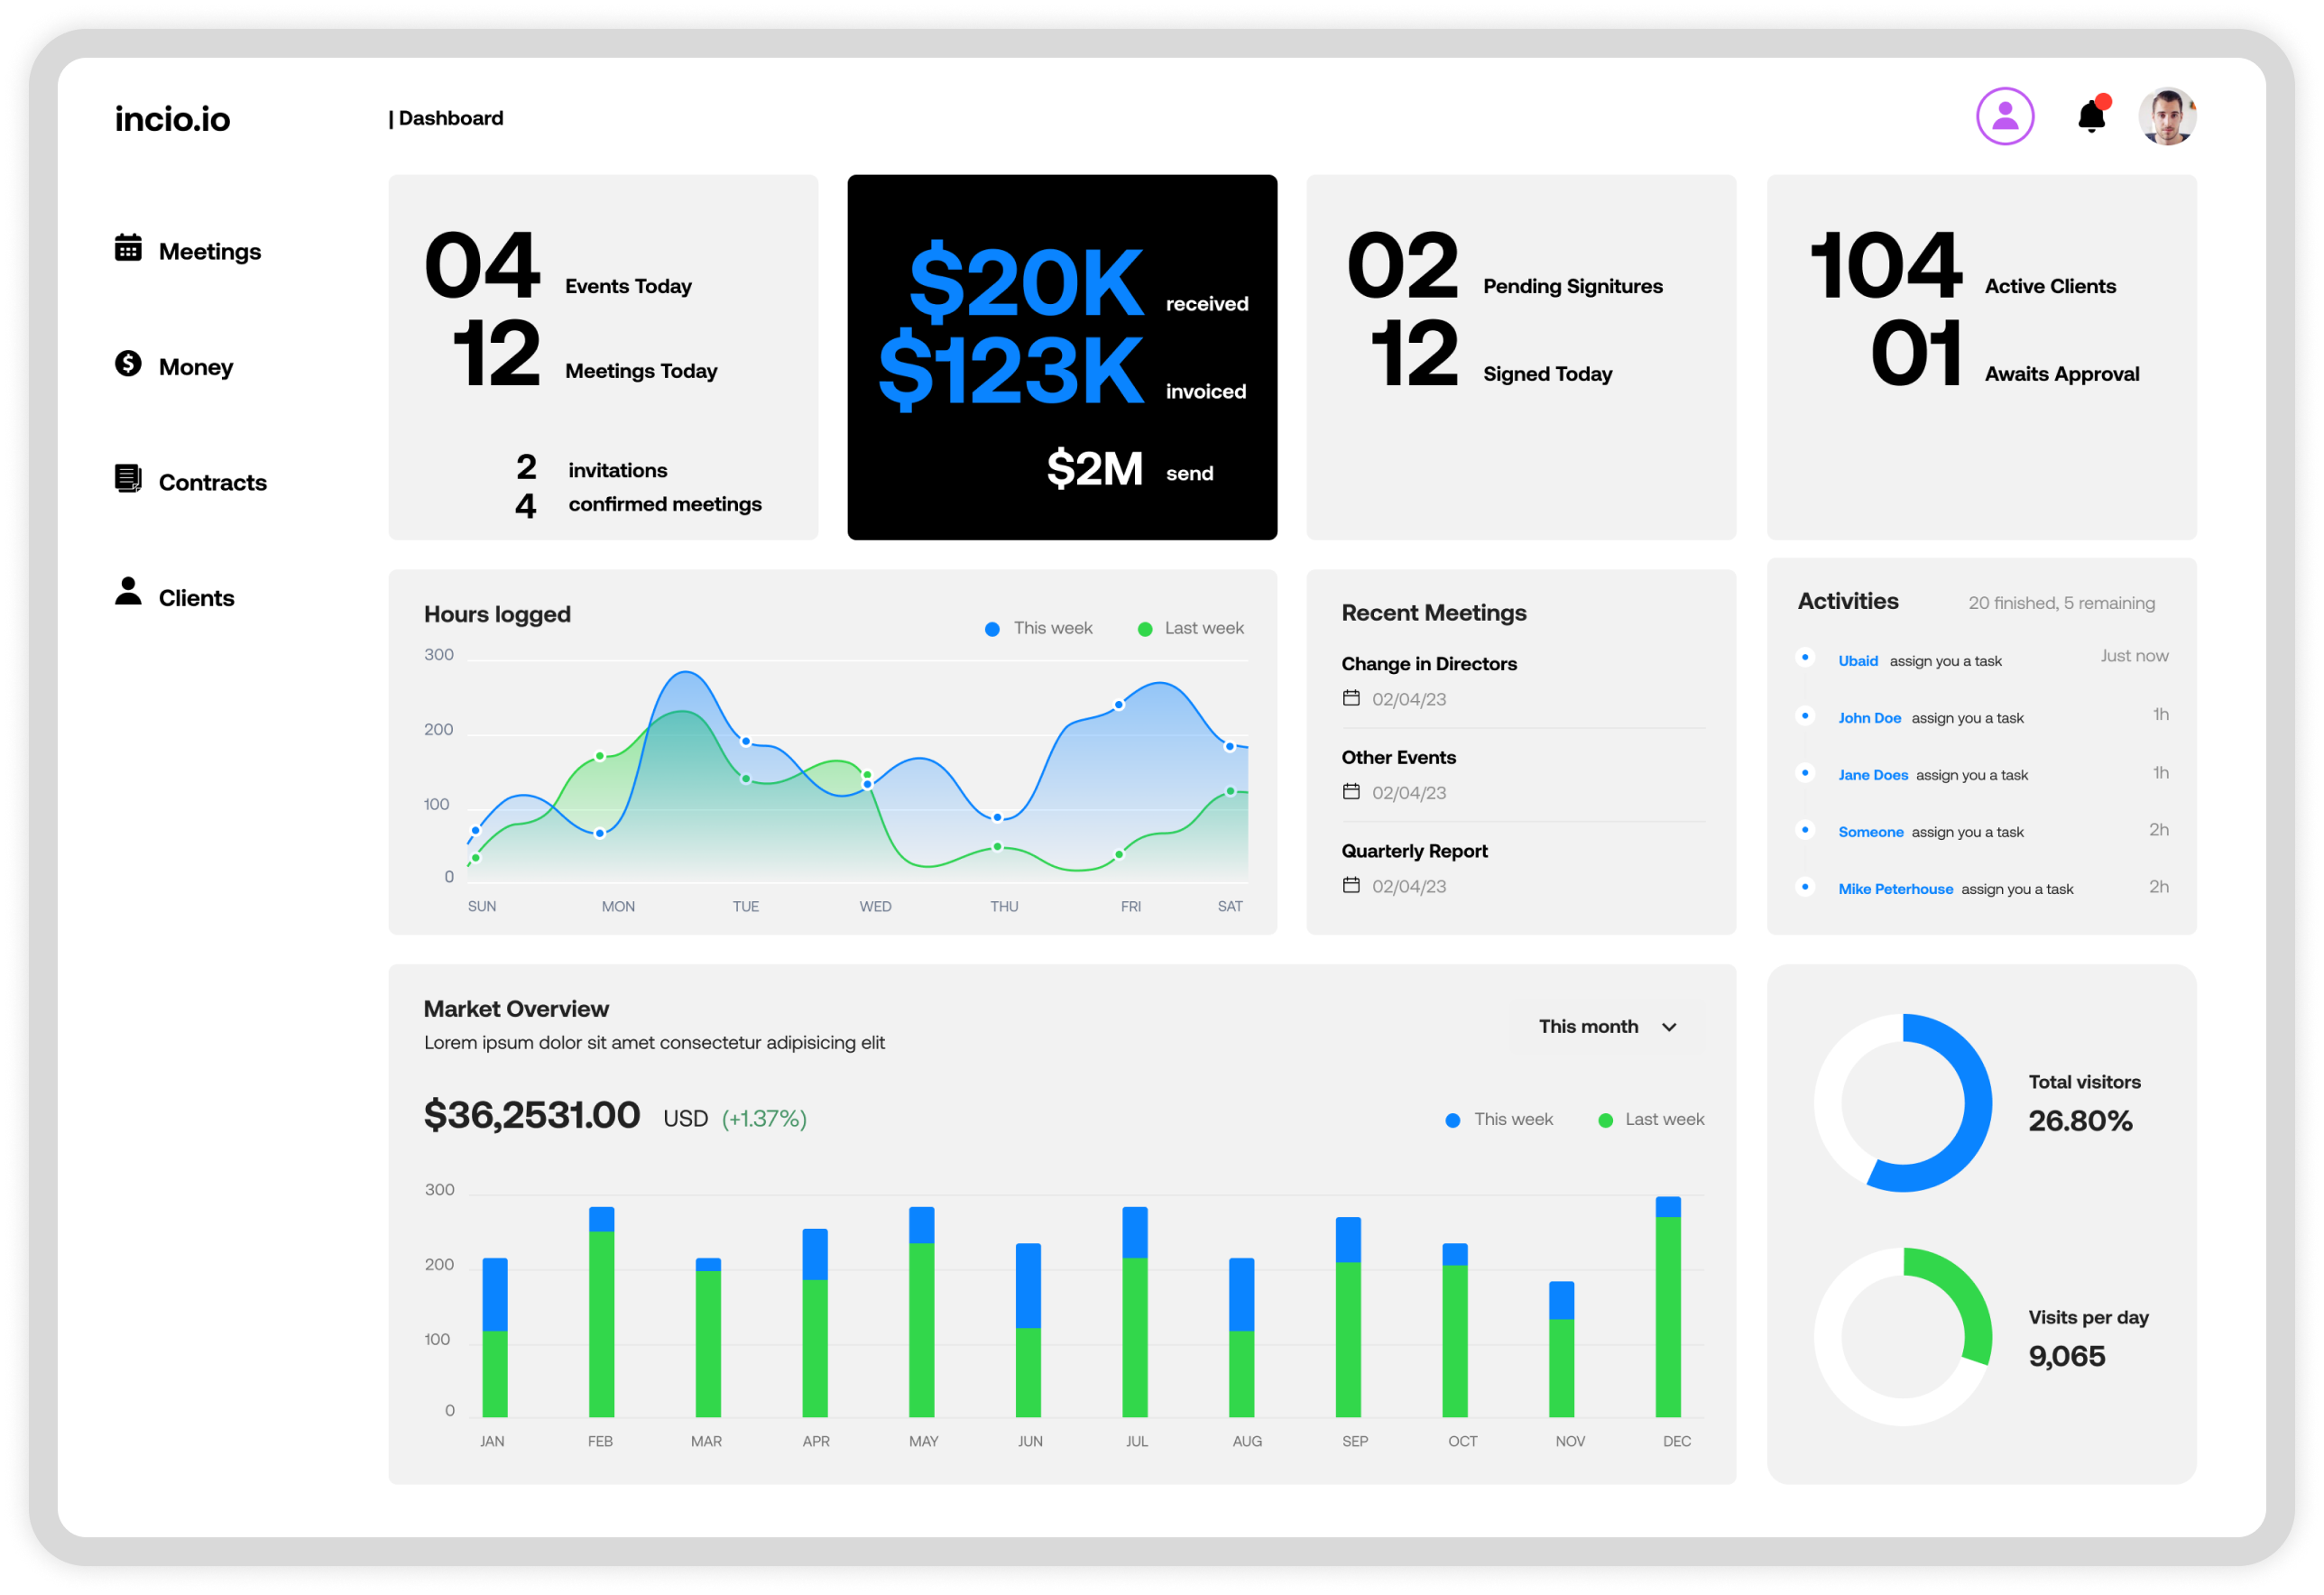 incio.io
| Dashboard
Meetings
Money
Contracts
Clients
04 Events Today
12 Meetings Today
2 invitations
4 confirmed meetings
$20K received
$123K invoiced
$2M send
02 Pending Signitures
12 Signed Today
104 Active Clients
01 Awaits Approval
Hours logged
This week Last week
300
200
100
0
SUN MON TUE WED THU FRI SAT
Recent Meetings
Change in Directors
02/04/23
Other Events
02/04/23
Quarterly Report
02/04/23
Activities 20 finished, 5 remaining
Ubaid assign you a task Just now
John Doe assign you a task 1h
Jane Does assign you a task 1h
Someone assign you a task 2h
Mike Peterhouse assign you a task 2h
Market Overview
Lorem ipsum dolor sit amet consectetur adipisicing elit
This month
$36,2531.00 USD (+1.37%)
This week Last week
300
200
100
0
JAN FEB MAR APR MAY JUN JUL AUG SEP OCT NOV DEC
Total visitors
26.80%
Visits per day
9,065